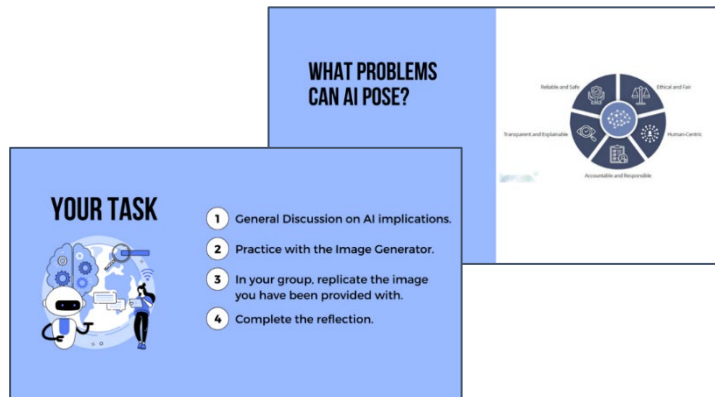 WHAT PROBLEMS
CAN AI POSE?
Reliable and Safe
Ethical and Fair
Transparent and Explainable
Human-Centric
Accountable and Responsible
YOUR TASK
1 General Discussion on AI implications.
2 Practice with the Image Generator.
3 In your group, replicate the image
you have been provided with.
4 Complete the reflection.